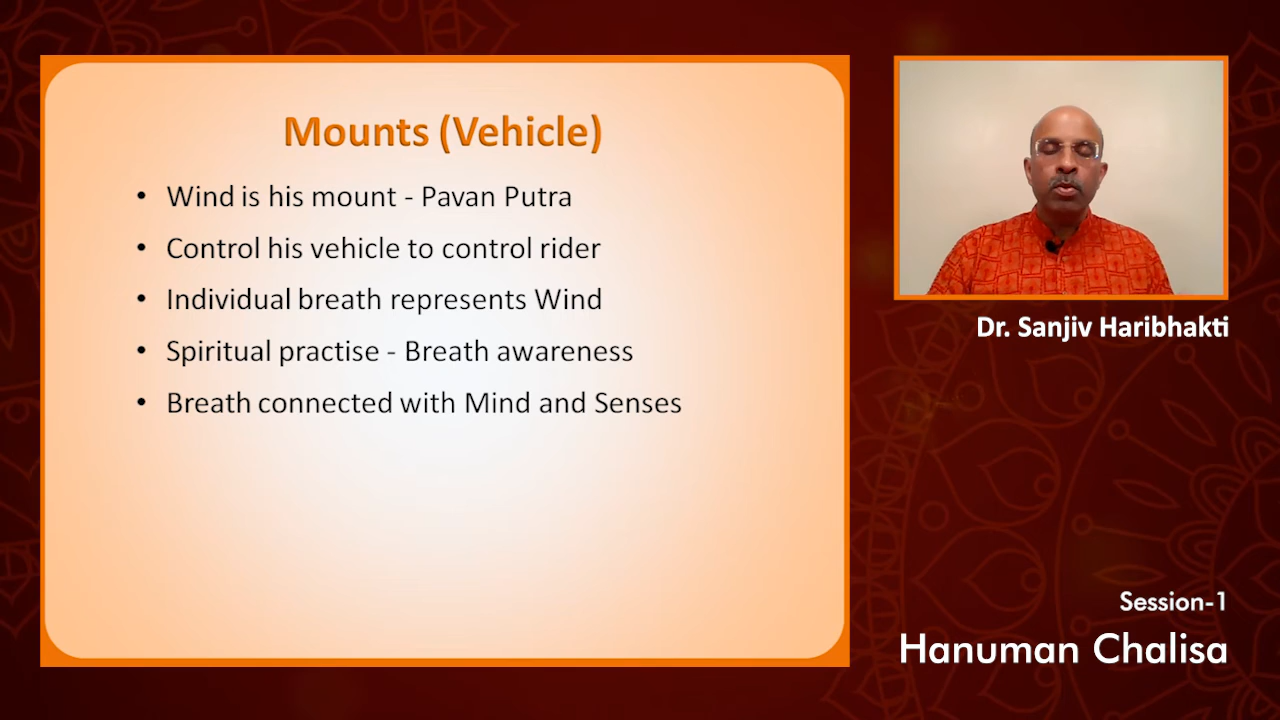 Mounts (Vehicle)
• Wind is his mount - Pavan Putra
• Control his vehicle to control rider
• Individual breath represents Wind
• Spiritual practise - Breath awareness
• Breath connected with Mind and Senses
Dr. Sanjiv Haribhakti
Session-1
Hanuman Chalisa